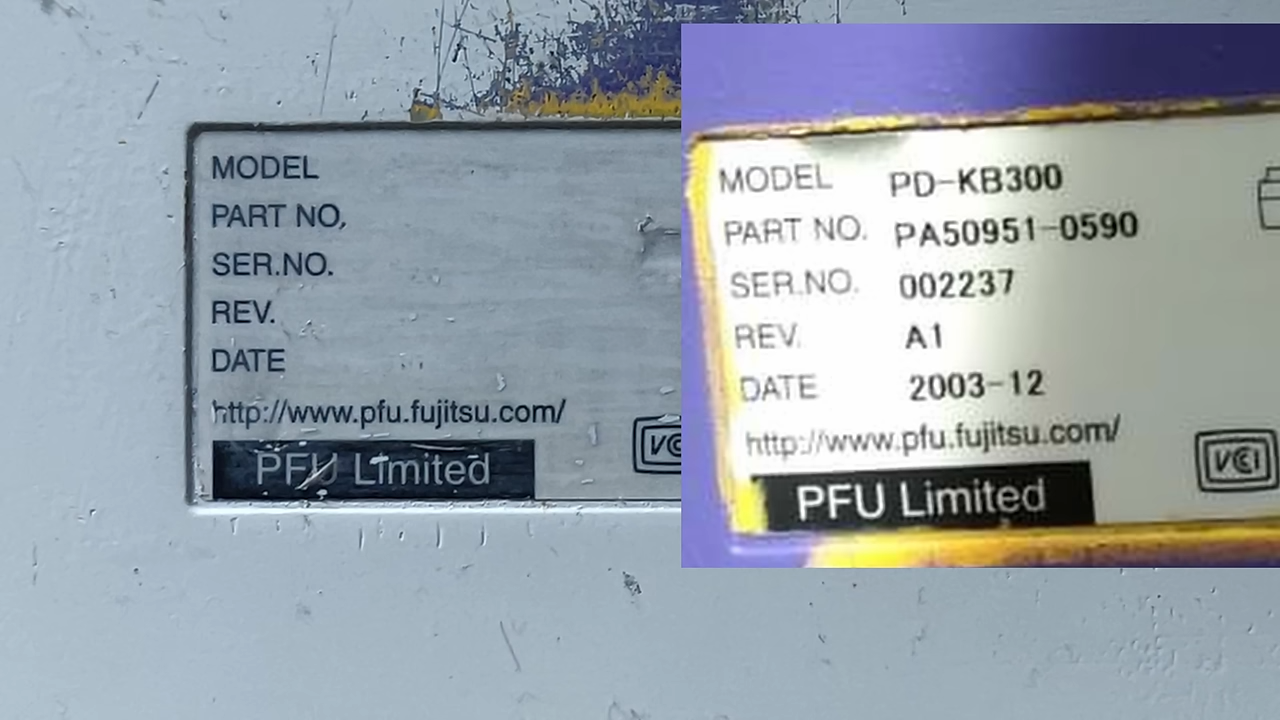 MODEL
PART NO.
SER.NO.
REV.
DATE
http://www.pfu.fujitsu.com/
PFU Limited
MODEL PD-KB300
PART NO. PA50951-0590
SER.NO. 002237
REV. A1
DATE 2003-12
http://www.pfu.fujitsu.com/
VCI
PFU Limited